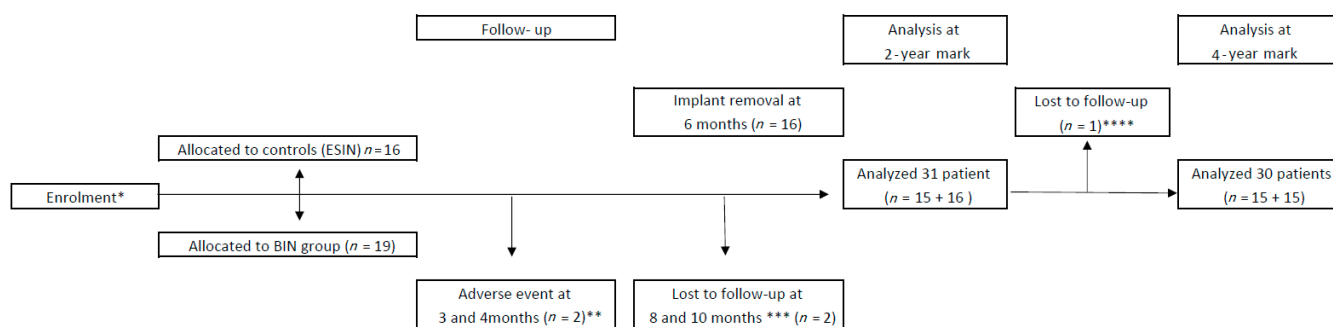 Follow- up
Analysis at
2-year mark
Analysis at
4-year mark
Implant removal at
6 months (n = 16)
Lost to follow-up
(n = 1)****
Allocated to controls (ESIN) n=16
Enrolment*
Analyzed 31 patient
(n = 15 + 16 )
Analyzed 30 patients
(n = 15 + 15)
Allocated to BIN group (n = 19)
Adverse event at
3 and 4months (n = 2)**
Lost to follow-up at
8 and 10 months *** (n = 2)